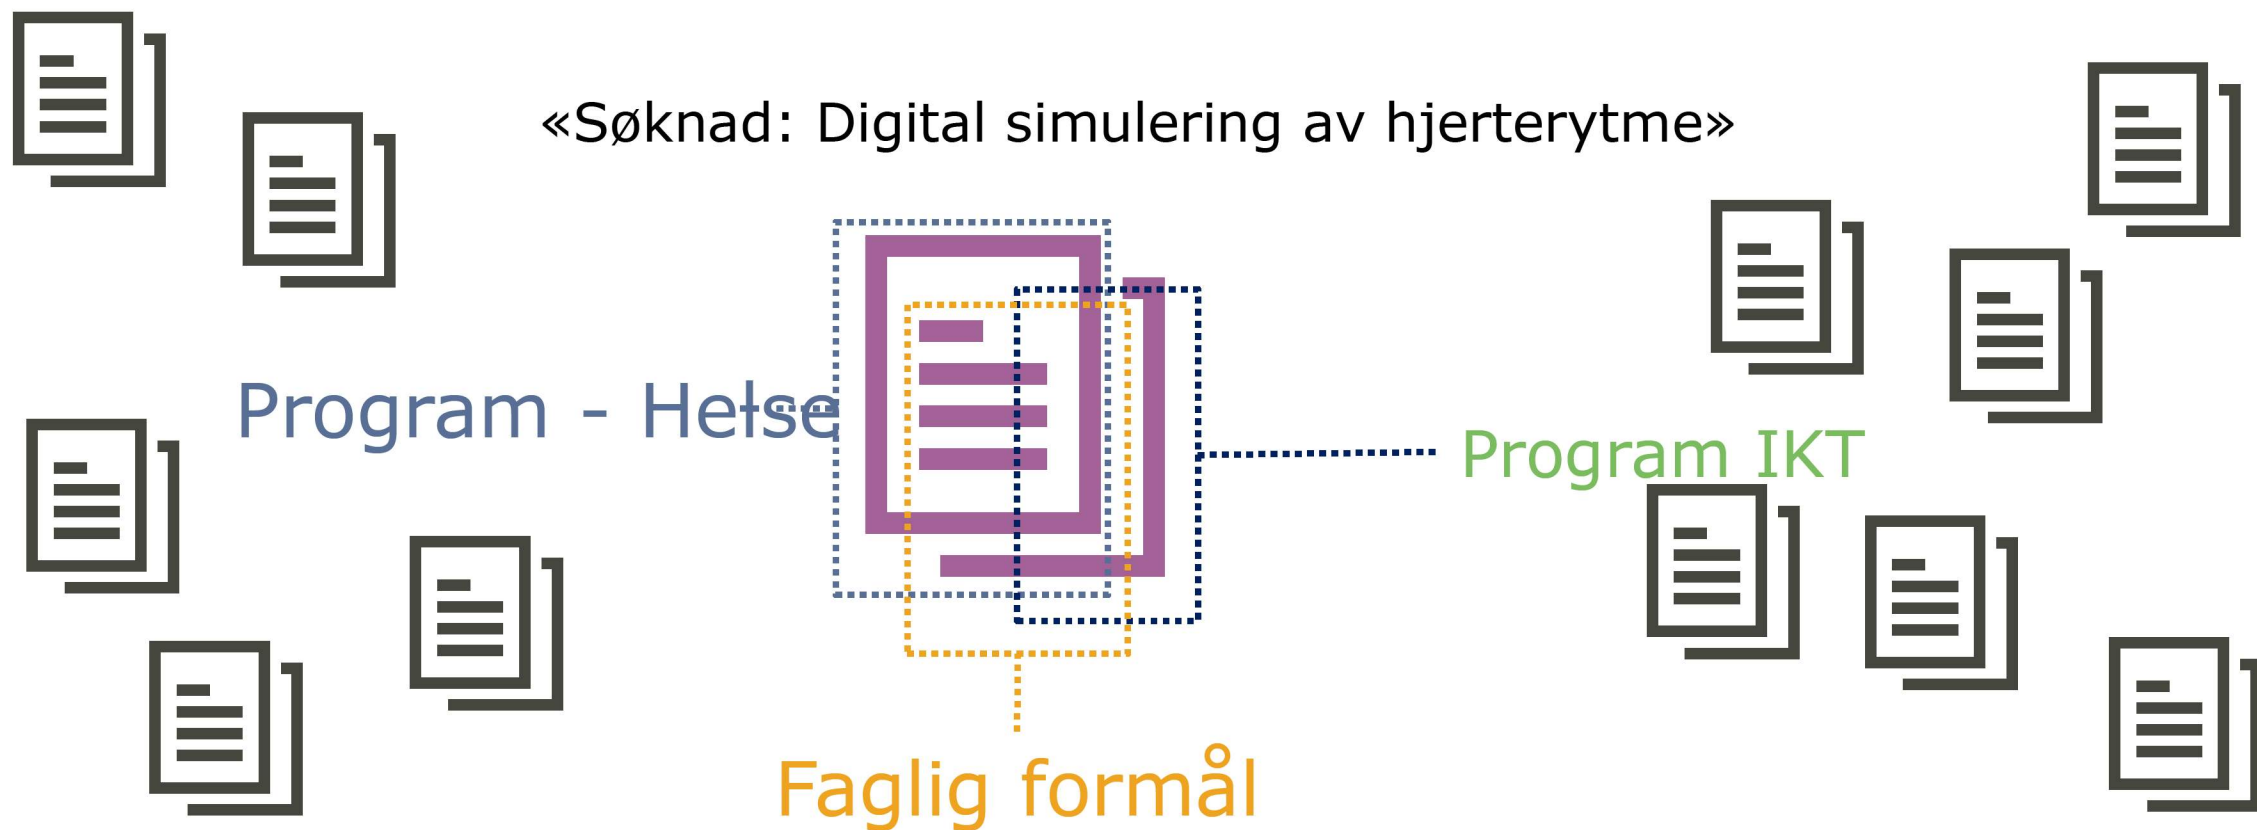 «Søknad: Digital simulering av hjerterytme»
Program - Helse
Program IKT
Faglig formål